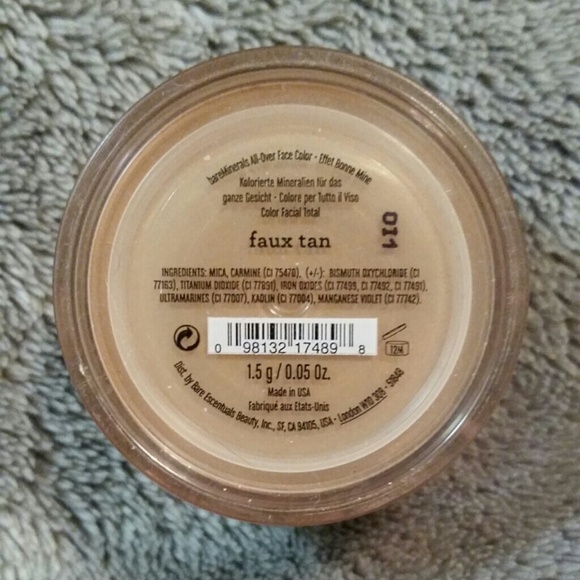 bareMinerals All-Over Face Color • Effet Bonne Mine
Kolorierte Mineralien für das
ganze Gesicht • Colore per Tutto il Viso
Color Facial Total
faux tan
011
INGREDIENTS: MICA, CARMINE (CI 75470), (+/-): BISMUTH OXYCHLORIDE (CI
77163), TITANIUM DIOXIDE (CI 77891), IRON OXIDES (CI 77499, CI 77492, CI 77491),
ULTRAMARINES (CI 77007), KAOLIN (CI 77004), MANGANESE VIOLET (CI 77742).
0 98132 17489 8
12M
1.5 g / 0.05 Oz.
Made in USA
Fabriqué aux Etats-Unis
Dist. by Bare Escentuals Beauty, Inc., SF, CA 94105, USA • London W1D 3QB •